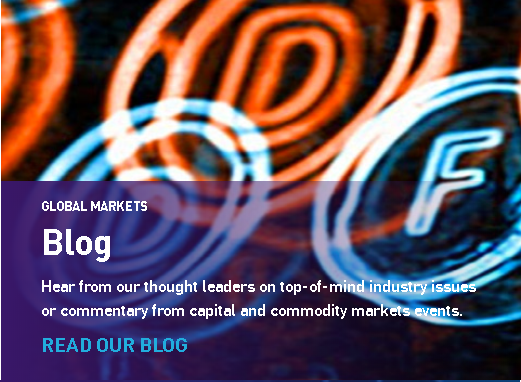 D
F
GLOBAL MARKETS
Blog
Hear from our thought leaders on top-of-mind industry issues
or commentary from capital and commodity markets events.
READ OUR BLOG